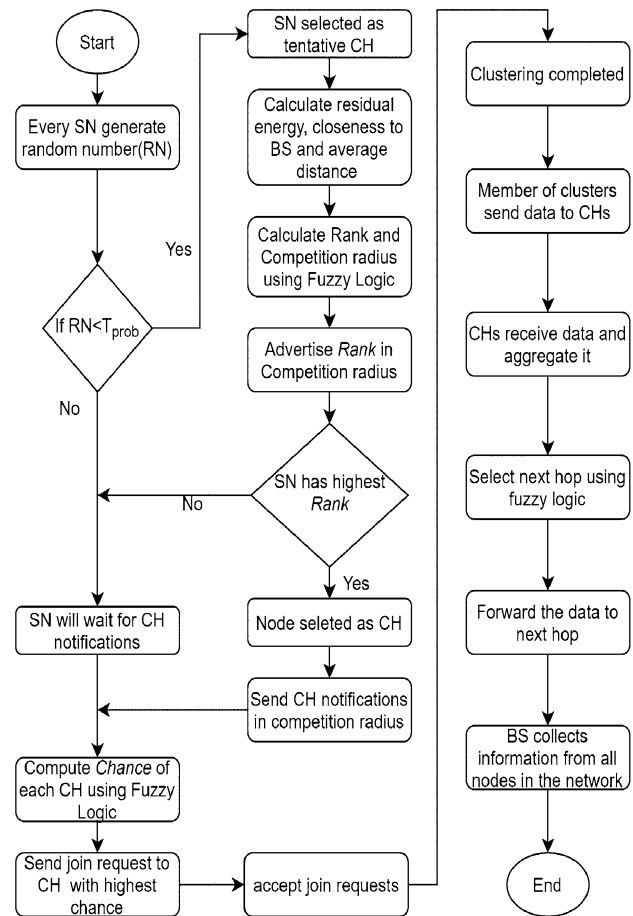 Start
Every SN generate
random number(RN)
If RN<Tprob
Yes
No
SN will wait for CH
notifications
Compute Chance of
each CH using Fuzzy
Logic
Send join request to
CH with highest
chance
SN selected as
tentative CH
Calculate residual
energy, closeness to
BS and average
distance
Calculate Rank and
Competition radius
using Fuzzy Logic
Advertise Rank in
Competition radius
SN has highest
Rank
No
Yes
Node seleted as CH
Send CH notifications
in competition radius
accept join requests
Clustering completed
Member of clusters
send data to CHs
CHs receive data and
aggregate it
Select next hop using
fuzzy logic
Forward the data to
next hop
BS collects
information from all
nodes in the network
End